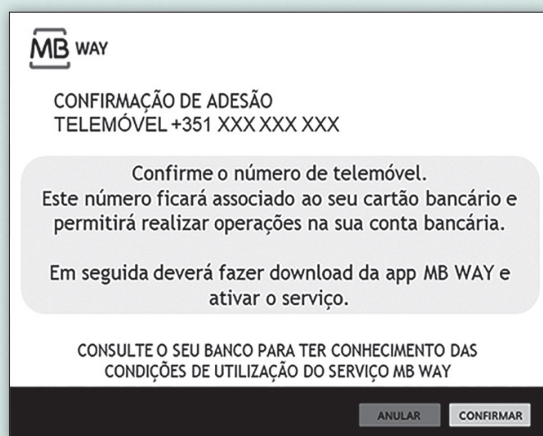 MB WAY
CONFIRMAÇÃO DE ADESÃO
TELEMÓVEL +351 XXX XXX XXX
Confirme o número de telemóvel.
Este número ficará associado ao seu cartão bancário e
permitirá realizar operações na sua conta bancária.
Em seguida deverá fazer download da app MB WAY e
ativar o serviço.
CONSULTE O SEU BANCO PARA TER CONHECIMENTO DAS
CONDIÇÕES DE UTILIZAÇÃO DO SERVIÇO MB WAY
ANULAR CONFIRMAR